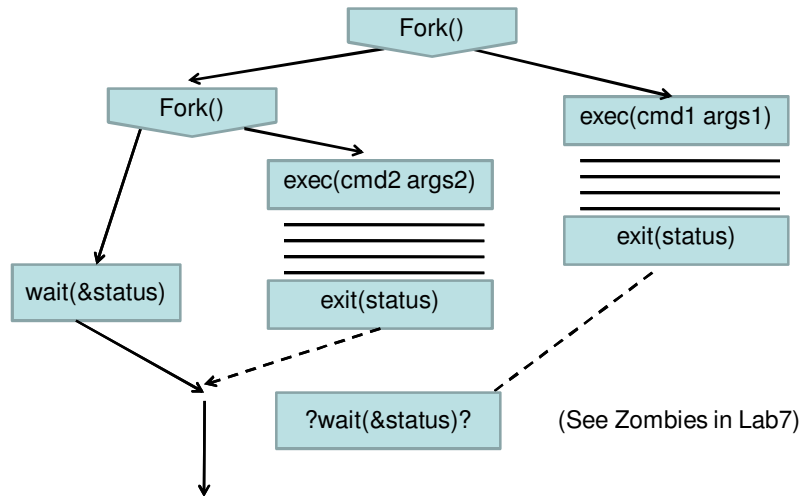 Fork()
Fork()
exec(cmd1 args1)
exec(cmd2 args2)
exit(status)
wait(&status)
exit(status)
?wait(&status)?
(See Zombies in Lab7)